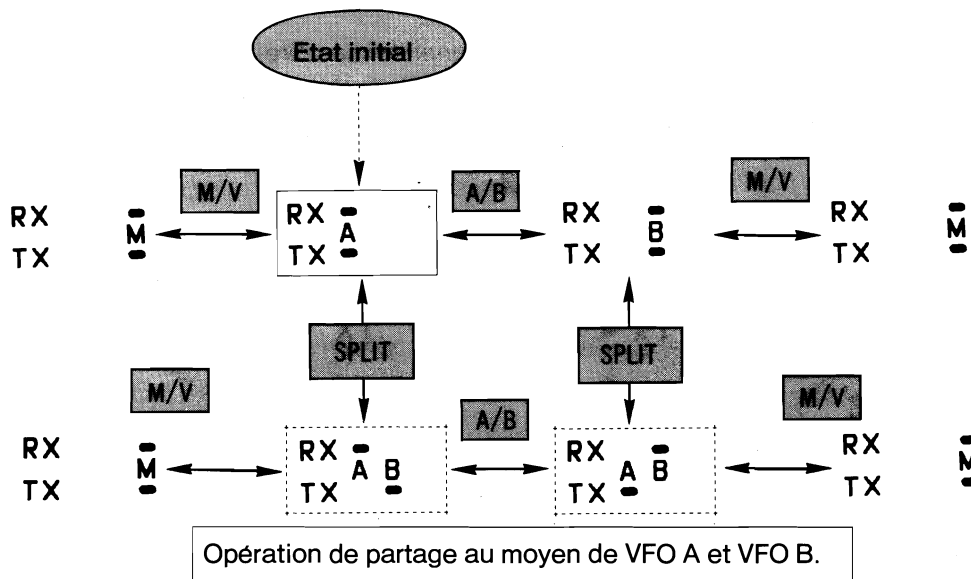 Etat initial
M/V
A/B
M/V
RX
TX
M
RX
TX
A
RX
TX
B
RX
TX
M
SPLIT
SPLIT
M/V
A/B
M/V
RX
TX
M
RX
TX
A B
RX
TX
A B
RX
TX
M
Opération de partage au moyen de VFO A et VFO B.